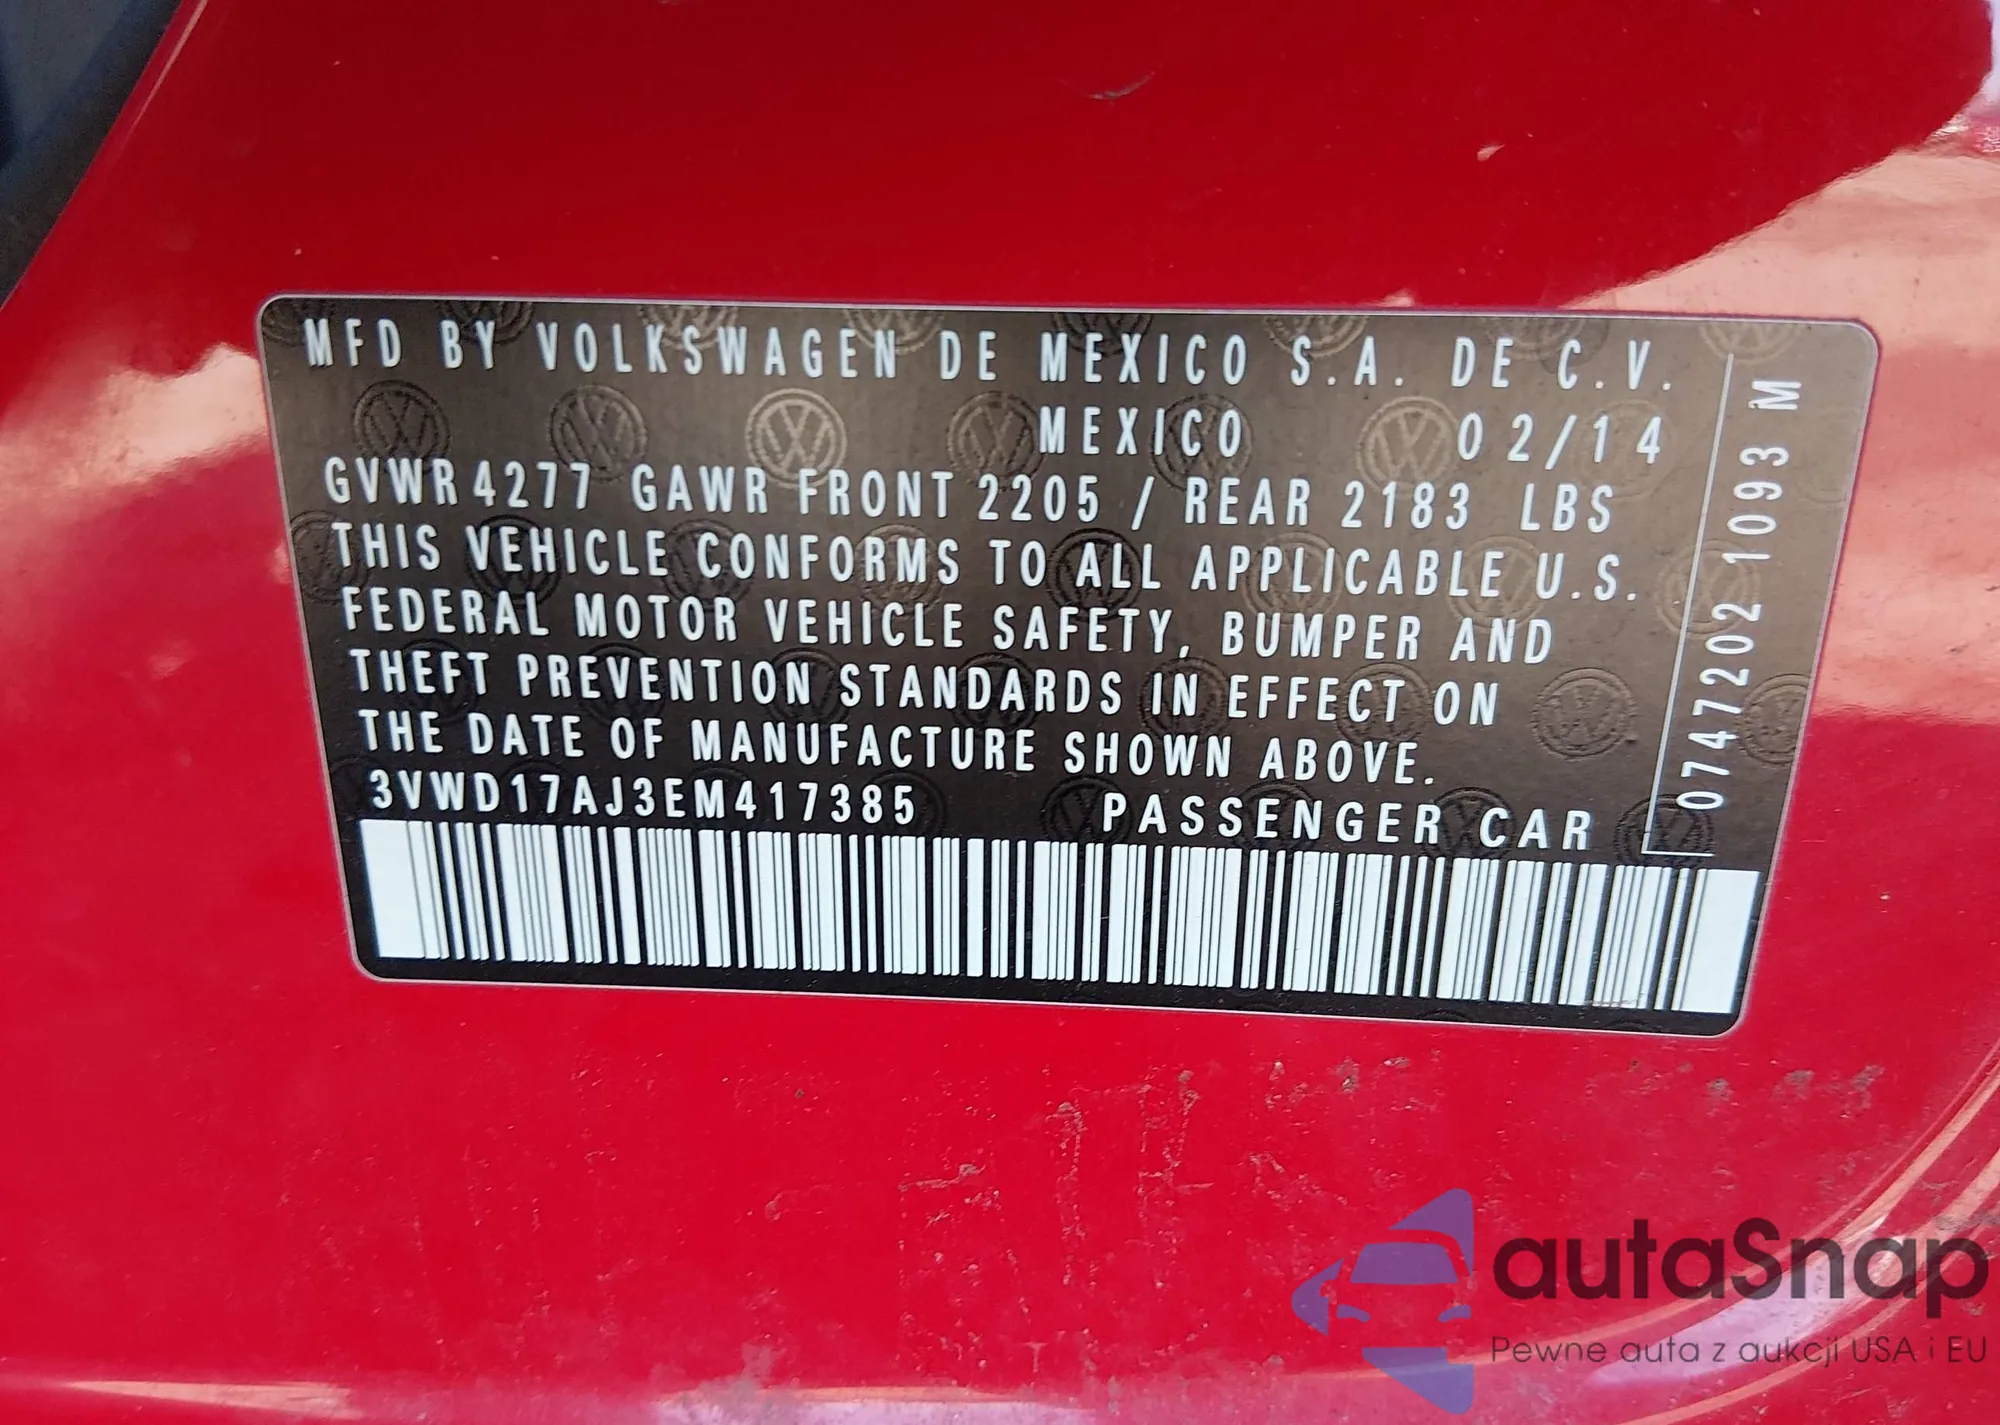 MFD BY VOLKSWAGEN DE MEXICO S.A. DE C.V.
MEXICO 02/14
GVWR 4277 GAWR FRONT 2205 / REAR 2183 LBS
THIS VEHICLE CONFORMS TO ALL APPLICABLE U.S.
FEDERAL MOTOR VEHICLE SAFETY, BUMPER AND
THEFT PREVENTION STANDARDS IN EFFECT ON
THE DATE OF MANUFACTURE SHOWN ABOVE.
3VWD17AJ3EM417385 PASSENGER CAR
0747202 1093 M
autaSnap
Pewne auta z aukcji USA i EU